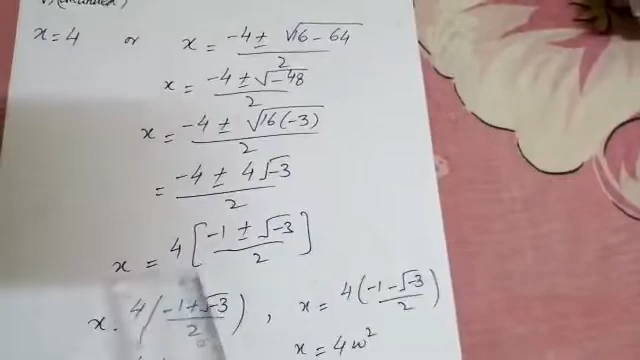 x = 4 or x = -4 ± √16 - 64 / 2
x = -4 ± √-48 / 2
x = -4 ± √16(-3) / 2
= -4 ± 4√-3 / 2
x = 4 [ -1 ± √-3 / 2 ]
x = 4 ( -1 + √-3 / 2 ) , x = 4 ( -1 - √-3 / 2 )
x = 4ω²